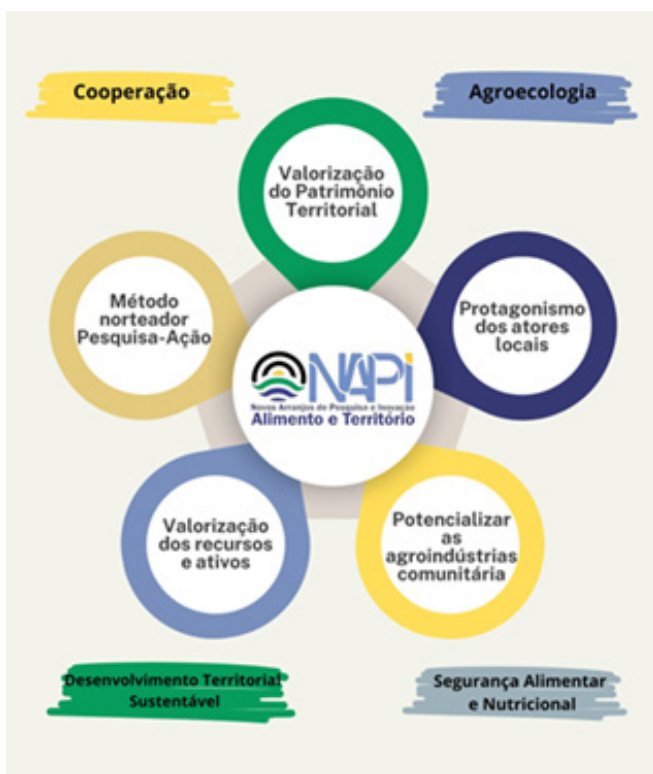 Cooperação
Agroecologia
Valorização
do Patrimônio
Territorial
Método
norteador
Pesquisa-Ação
Protagonismo
dos atores
locais
NAPi
Novos Arranjos de Pesquisa e Inovação
Alimento e Território
Valorização
dos recursos
e ativos
Potencializar
as
agroindústrias
comunitária
Desenvolvimento Territorial
Sustentável
Segurança Alimentar
e Nutricional